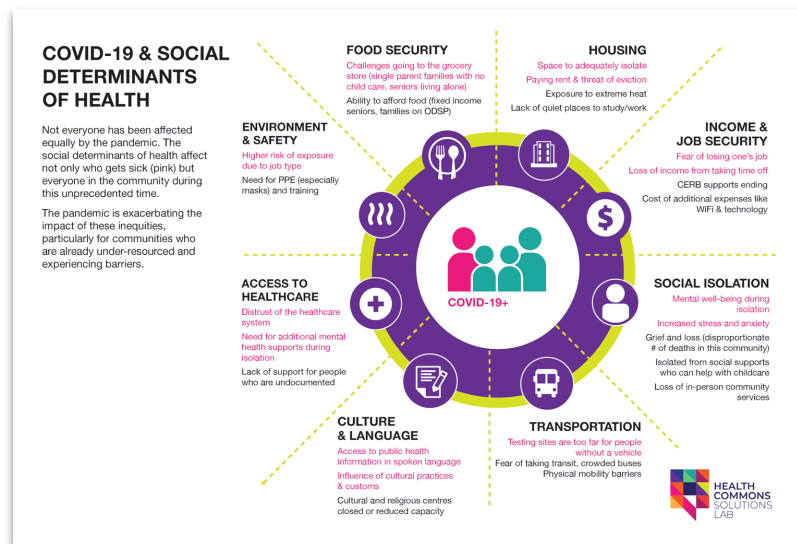 COVID-19 & SOCIAL
DETERMINANTS
OF HEALTH
Not everyone has been affected
equally by the pandemic. The
social determinants of health affect
not only who gets sick (pink) but
everyone in the community during
this unprecedented time.
The pandemic is exacerbating the
impact of these inequities,
particularly for communities who
are already under-resourced and
experiencing barriers.
FOOD SECURITY
Challenges going to the grocery
store (single parent families with no
child care, seniors living alone)
Ability to afford food (fixed income
seniors, families on ODSP)
HOUSING
Space to adequately isolate
Paying rent & threat of eviction
Exposure to extreme heat
Lack of quiet places to study/work
ENVIRONMENT
& SAFETY
Higher risk of exposure
due to job type
Need for PPE (especially
masks) and training
INCOME &
JOB SECURITY
Fear of losing one's job
Loss of income from taking time off
CERB supports ending
Cost of additional expenses like
WiFi & technology
$
COVID-19+
ACCESS TO
HEALTHCARE
Distrust of the healthcare
system
Need for additional mental
health supports during
isolation
Lack of support for people
who are undocumented
SOCIAL ISOLATION
Mental well-being during
isolation
Increased stress and anxiety
Grief and loss (disproportionate
# of deaths in this community)
Isolated from social supports
who can help with childcare
Loss of in-person community
services
CULTURE
& LANGUAGE
Access to public health
information in spoken language
Influence of cultural practices
& customs
Cultural and religious centres
closed or reduced capacity
TRANSPORTATION
Testing sites are too far for people
without a vehicle
Fear of taking transit, crowded buses
Physical mobility barriers
HEALTH
COMMONS
SOLUTIONS
LAB